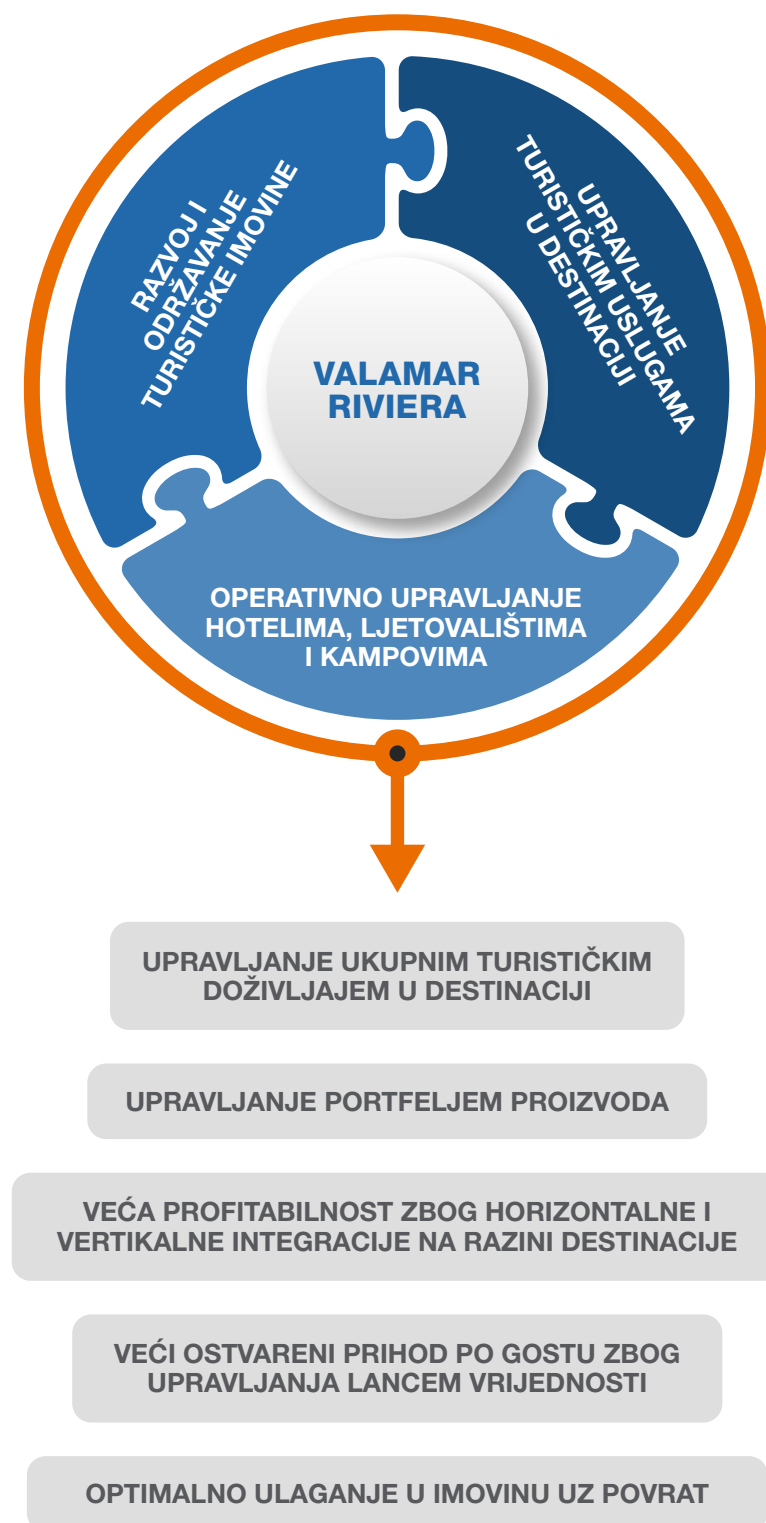 RAZVOJ I
ODRŽAVANJE
TURISTIČKE IMOVINE
UPRAVLJANJE
TURISTIČKIM USLUGAMA
U DESTINACIJI
VALAMAR
RIVIERA
OPERATIVNO UPRAVLJANJE
HOTELIMA, LJETOVALIŠTIMA
I KAMPOVIMA
UPRAVLJANJE UKUPNIM TURISTIČKIM
DOŽIVLJAJEM U DESTINACIJI
UPRAVLJANJE PORTFELJEM PROIZVODA
VEĆA PROFITABILNOST ZBOG HORIZONTALNE I
VERTIKALNE INTEGRACIJE NA RAZINI DESTINACIJE
VEĆI OSTVARENI PRIHOD PO GOSTU ZBOG
UPRAVLJANJA LANCEM VRIJEDNOSTI
OPTIMALNO ULAGANJE U IMOVINU UZ POVRAT